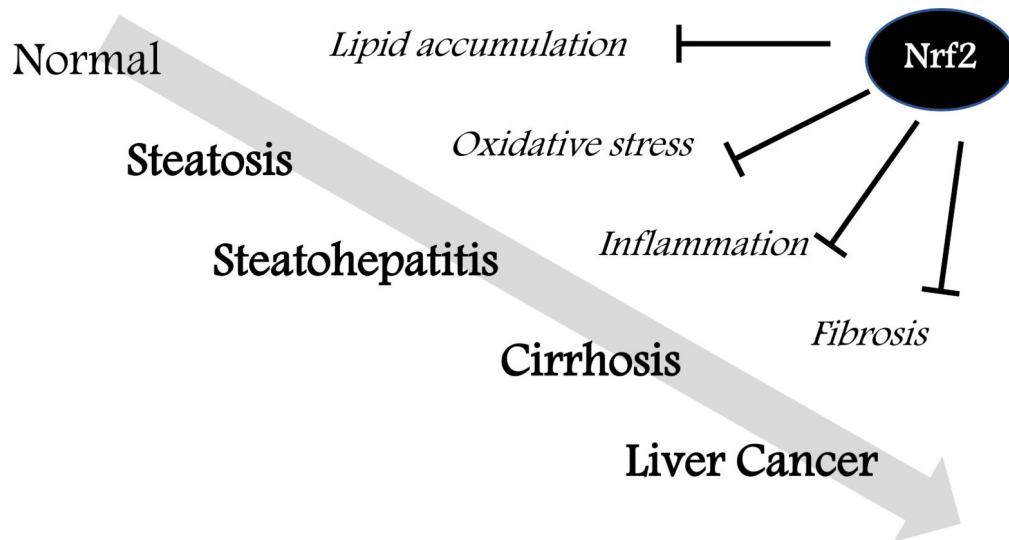 Lipid accumulation
Nrf2
Normal
Oxidative stress
Steatosis
Inflammation
Steatohepatitis
Fibrosis
Cirrhosis
Liver Cancer